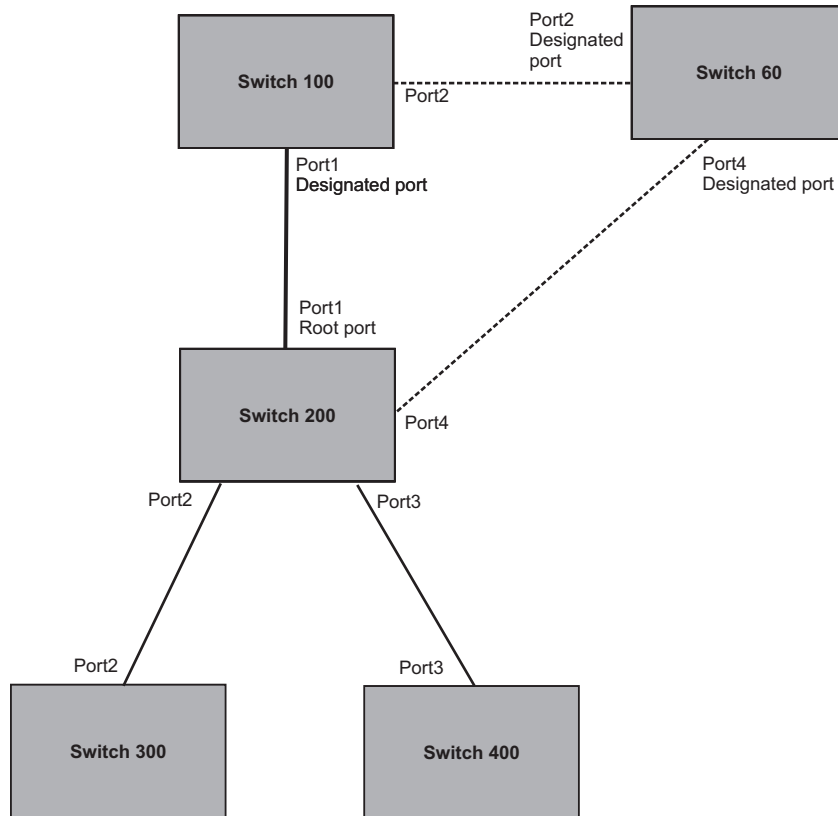 Port2
Designated
port
Switch 100
Switch 60
Port2
Port1
Designated port
Port4
Designated port
Port1
Root port
Switch 200
Port4
Port2
Port3
Port2
Port3
Switch 300
Switch 400